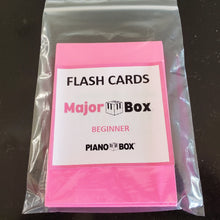 FLASH CARDS
Major Box
BEGINNER
PIANO BOX